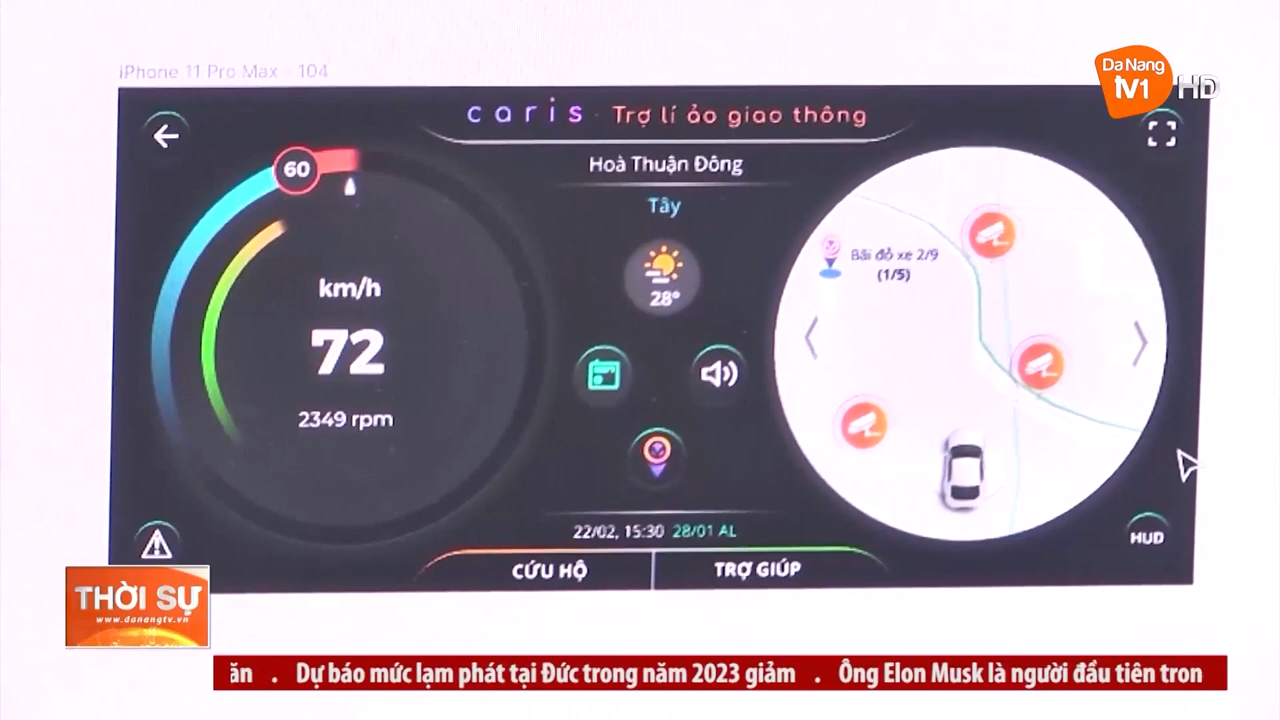 iPhone 11 Pro Max - 104
Da Nang
TV1 HD
caris Trợ lí ảo giao thông
60
Hoà Thuận Đông
Tây
28°
km/h
72
2349 rpm
Bãi đỗ xe 2/9
(1/5)
22/02, 15:30 28/01 AL
CỨU HỘ
TRỢ GIÚP
HUD
THỜI SỰ
www.danangtv.vn
ăn . Dự báo mức lạm phát tại Đức trong năm 2023 giảm . Ông Elon Musk là người đầu tiên tron